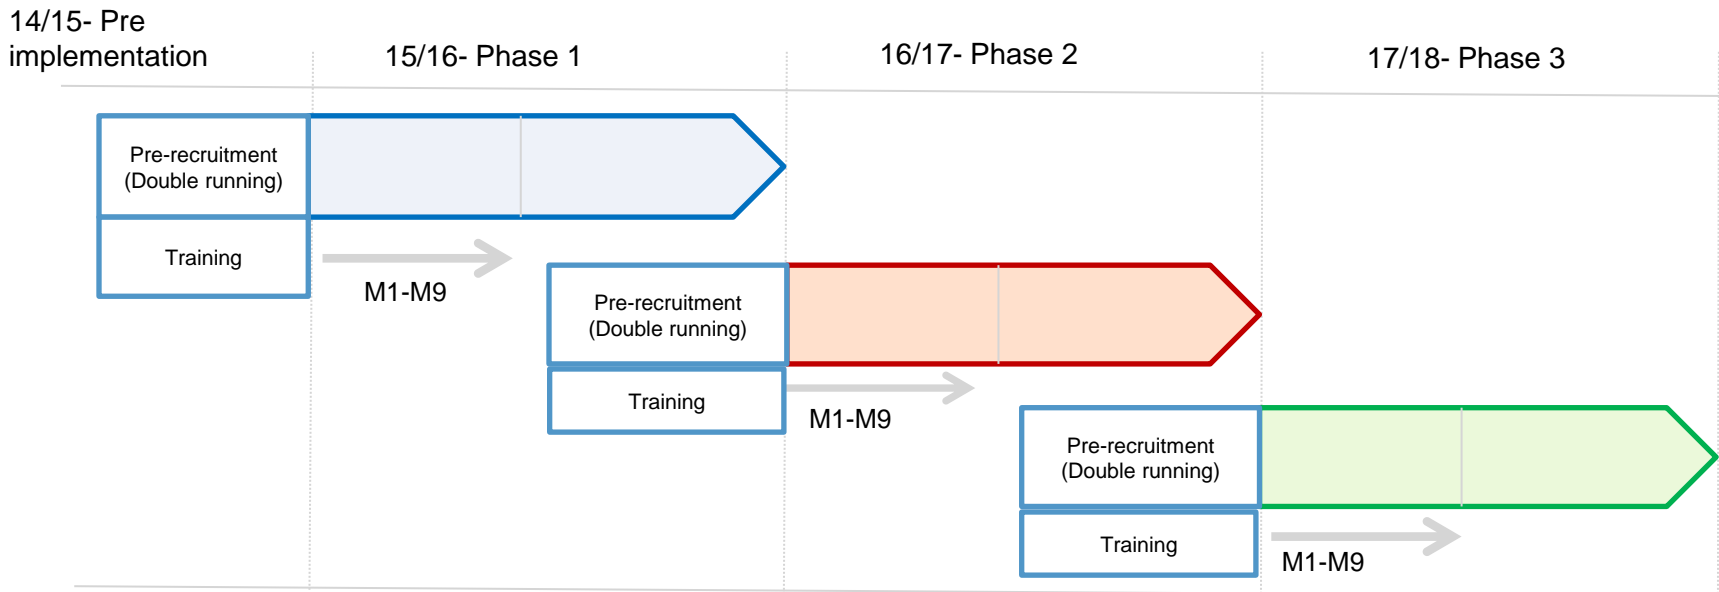 14/15- Pre
implementation
15/16- Phase 1
16/17- Phase 2
17/18- Phase 3
Pre-recruitment
(Double running)
Training
M1-M9
Pre-recruitment
(Double running)
Training
M1-M9
Pre-recruitment
(Double running)
Training
M1-M9